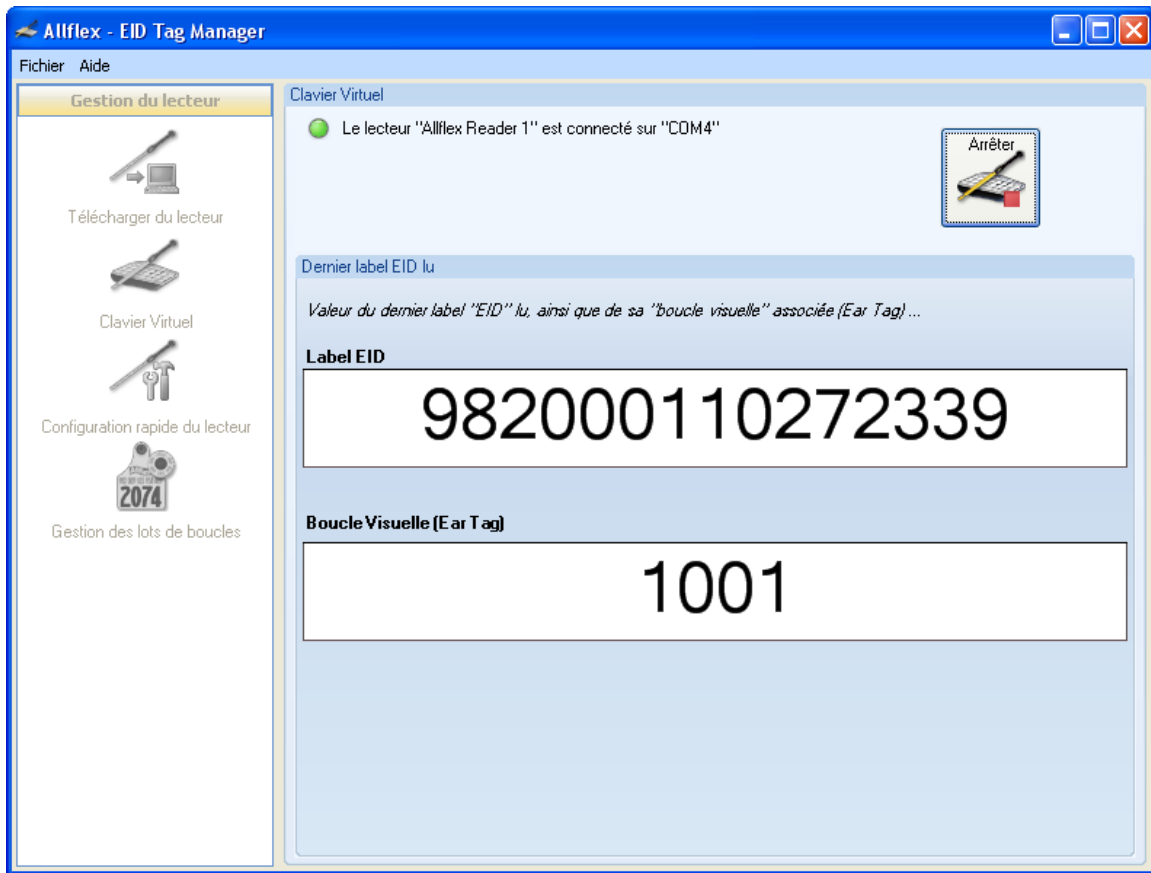 Allflex - EID Tag Manager
Fichier Aide
Gestion du lecteur
Télécharger du lecteur
Clavier Virtuel
Configuration rapide du lecteur
2074
Gestion des lots de boucles
Clavier Virtuel
Le lecteur "Allflex Reader 1" est connecté sur "COM4"
Arrêter
Dernier label EID lu
Valeur du dernier label "EID" lu, ainsi que de sa "boucle visuelle" associée (Ear Tag) ...
Label EID
982000110272339
Boucle Visuelle (Ear Tag)
1001